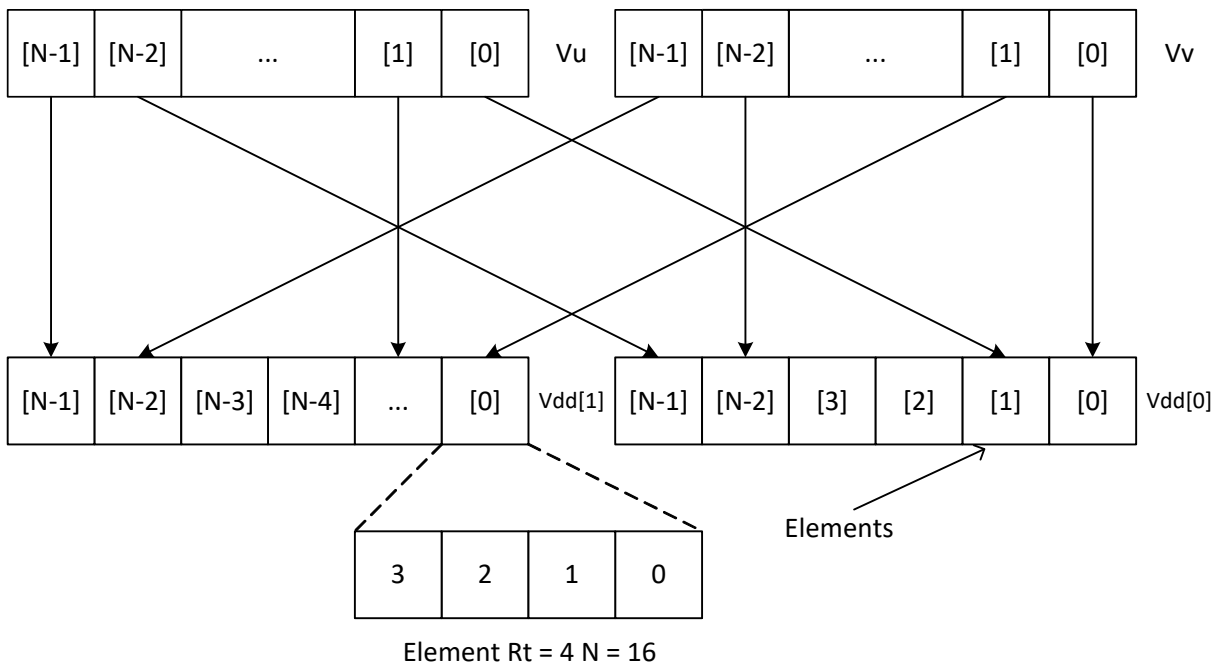 [N-1] [N-2] ... [1] [0] Vu [N-1] [N-2] ... [1] [0] Vv
[N-1] [N-2] [N-3] [N-4] ... [0] Vdd[1] [N-1] [N-2] [3] [2] [1] [0] Vdd[0]
Elements
3 2 1 0
Element Rt = 4 N = 16